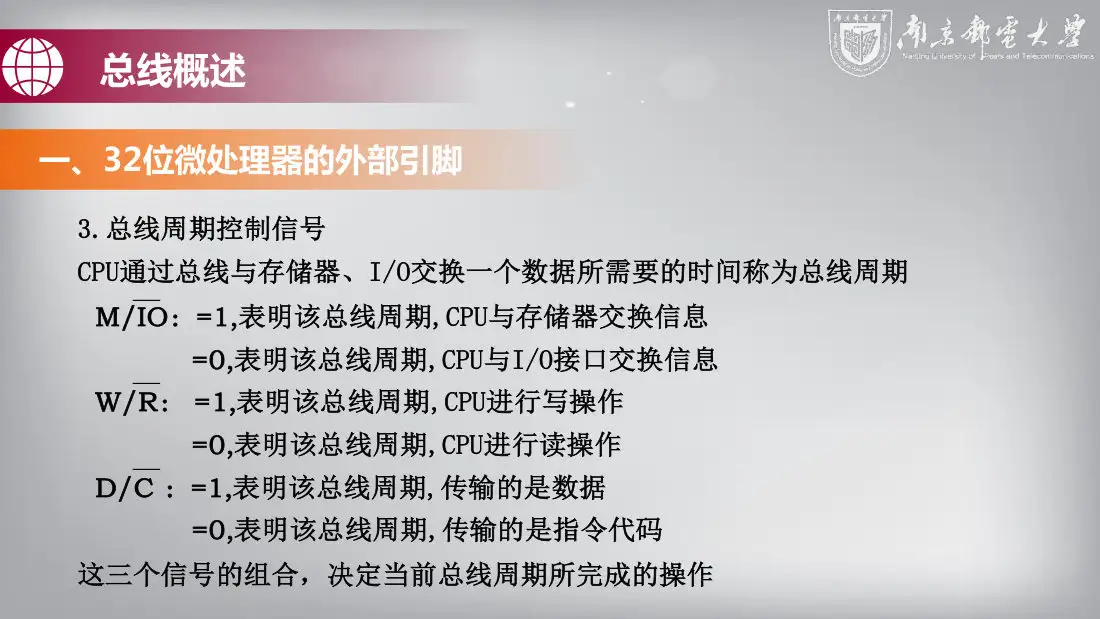 南京邮电大学
Nanjing University of Posts and Telecommunications
总线概述
一、32位微处理器的外部引脚
3.总线周期控制信号
CPU通过总线与存储器、I/O交换一个数据所需要的时间称为总线周期
M/I̅O̅：=1,表明该总线周期,CPU与存储器交换信息
=0,表明该总线周期,CPU与I/O接口交换信息
W/R̅： =1,表明该总线周期,CPU进行写操作
=0,表明该总线周期,CPU进行读操作
D/C̅ ：=1,表明该总线周期,传输的是数据
=0,表明该总线周期,传输的是指令代码
这三个信号的组合，决定当前总线周期所完成的操作